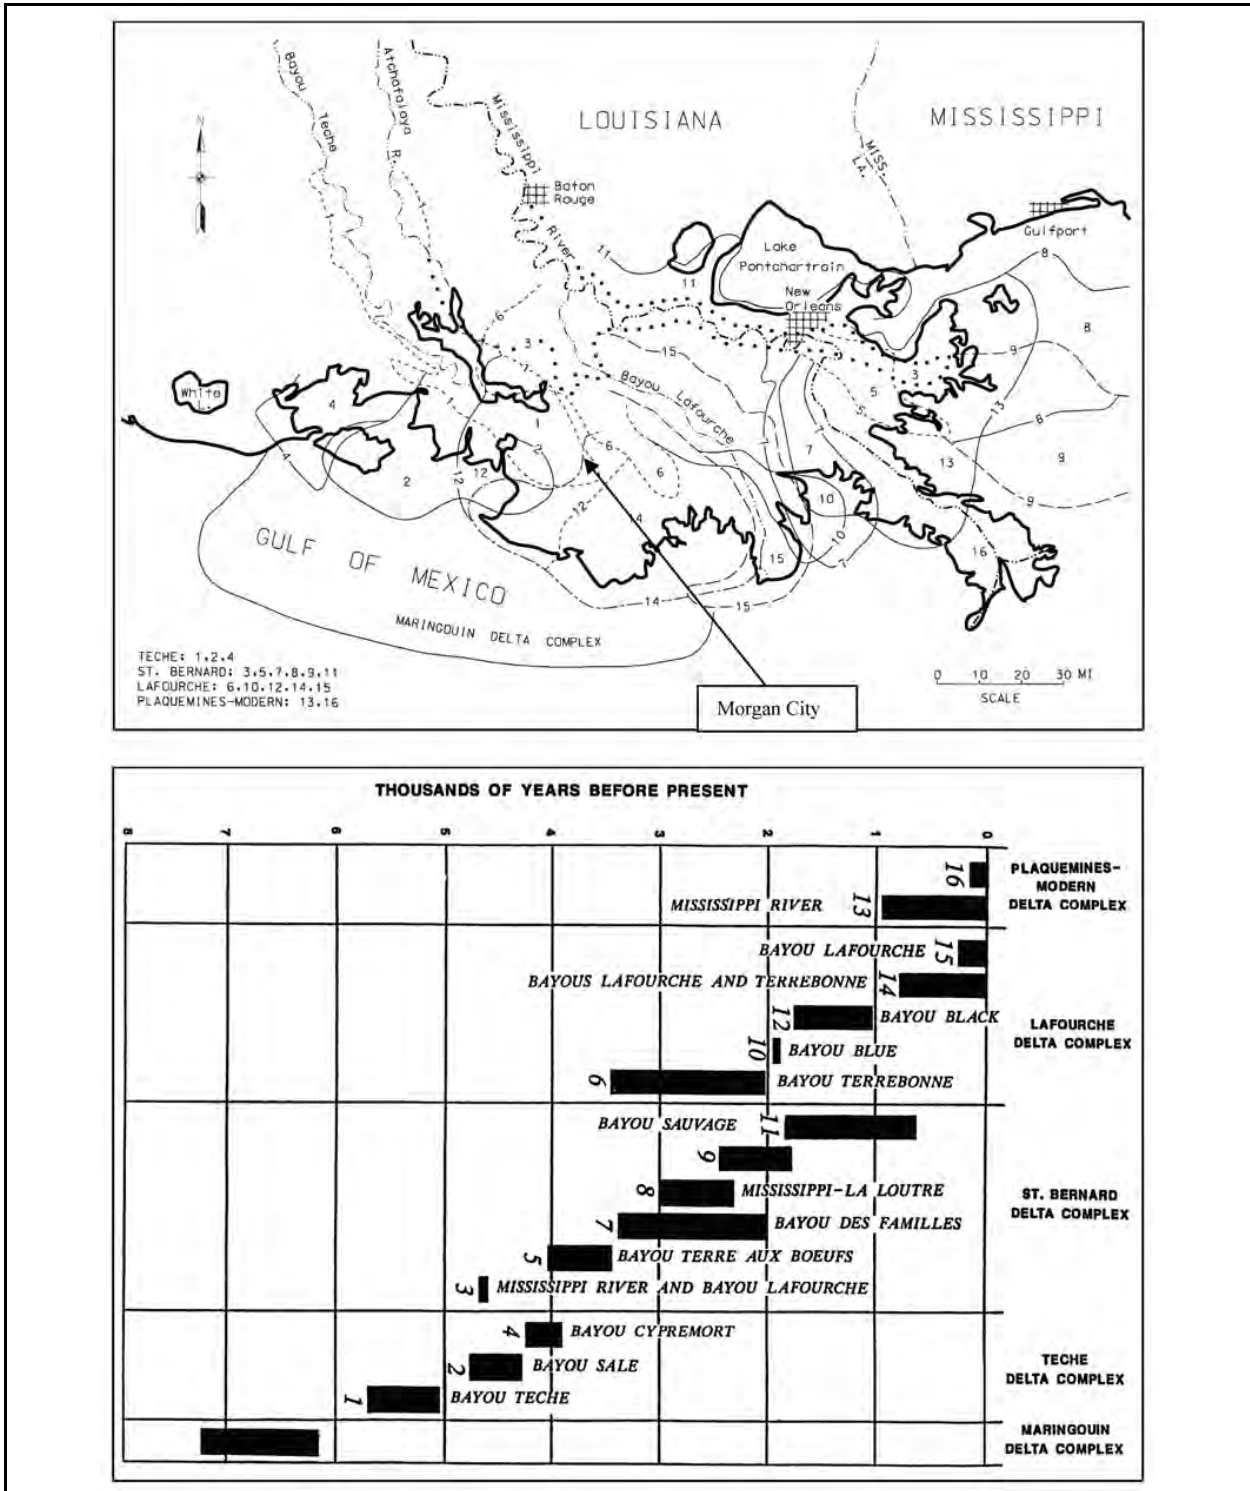 Bayou
Teche
Atchafalaya
R.
Mississippi
River
LOUISIANA
MISSISSIPPI
N
MISS.
LA.
Baton
Rouge
Gulfport
Lake
Pontchartrain
New
Orleans
White
L.
Bayou
Lafourche
GULF OF MEXICO
MARINGOUIN DELTA COMPLEX
TECHE: 1,2,4
ST. BERNARD: 3,5,7,8,9,11
LAFOURCHE: 6,10,12,14,15
PLAQUEMINES-MODERN: 13,16
0 10 20 30 MI
SCALE
Morgan City
THOUSANDS OF YEARS BEFORE PRESENT
8 7 6 5 4 3 2 1 0
16
PLAQUEMINES-
MODERN
DELTA COMPLEX
MISSISSIPPI RIVER 13
BAYOU LAFOURCHE 15
BAYOUS LAFOURCHE AND TERREBONNE 14
12 BAYOU BLACK
LAFOURCHE
DELTA COMPLEX
10 BAYOU BLUE
6 BAYOU TERREBONNE
BAYOU SAUVAGE 11
9
8 MISSISSIPPI-LA LOUTRE
ST. BERNARD
DELTA COMPLEX
7 BAYOU DES FAMILLES
5 BAYOU TERRE AUX BOEUFS
3 MISSISSIPPI RIVER AND BAYOU LAFOURCHE
4 BAYOU CYPREMORT
2 BAYOU SALE
TECHE
DELTA COMPLEX
1 BAYOU TECHE
MARINGOUIN
DELTA COMPLEX